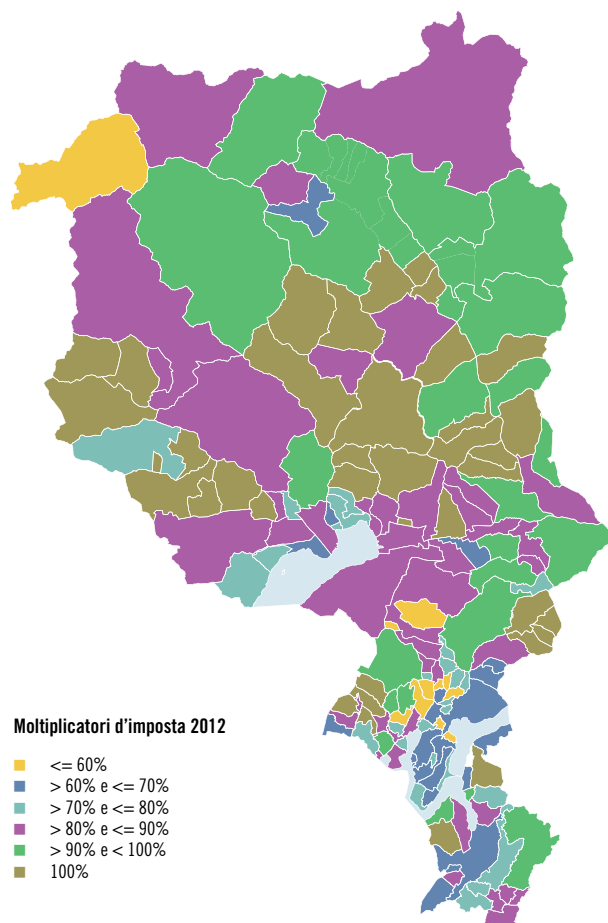 Moltiplicatori d'imposta 2012
<= 60%
> 60% e <= 70%
> 70% e <= 80%
> 80% e <= 90%
> 90% e < 100%
100%